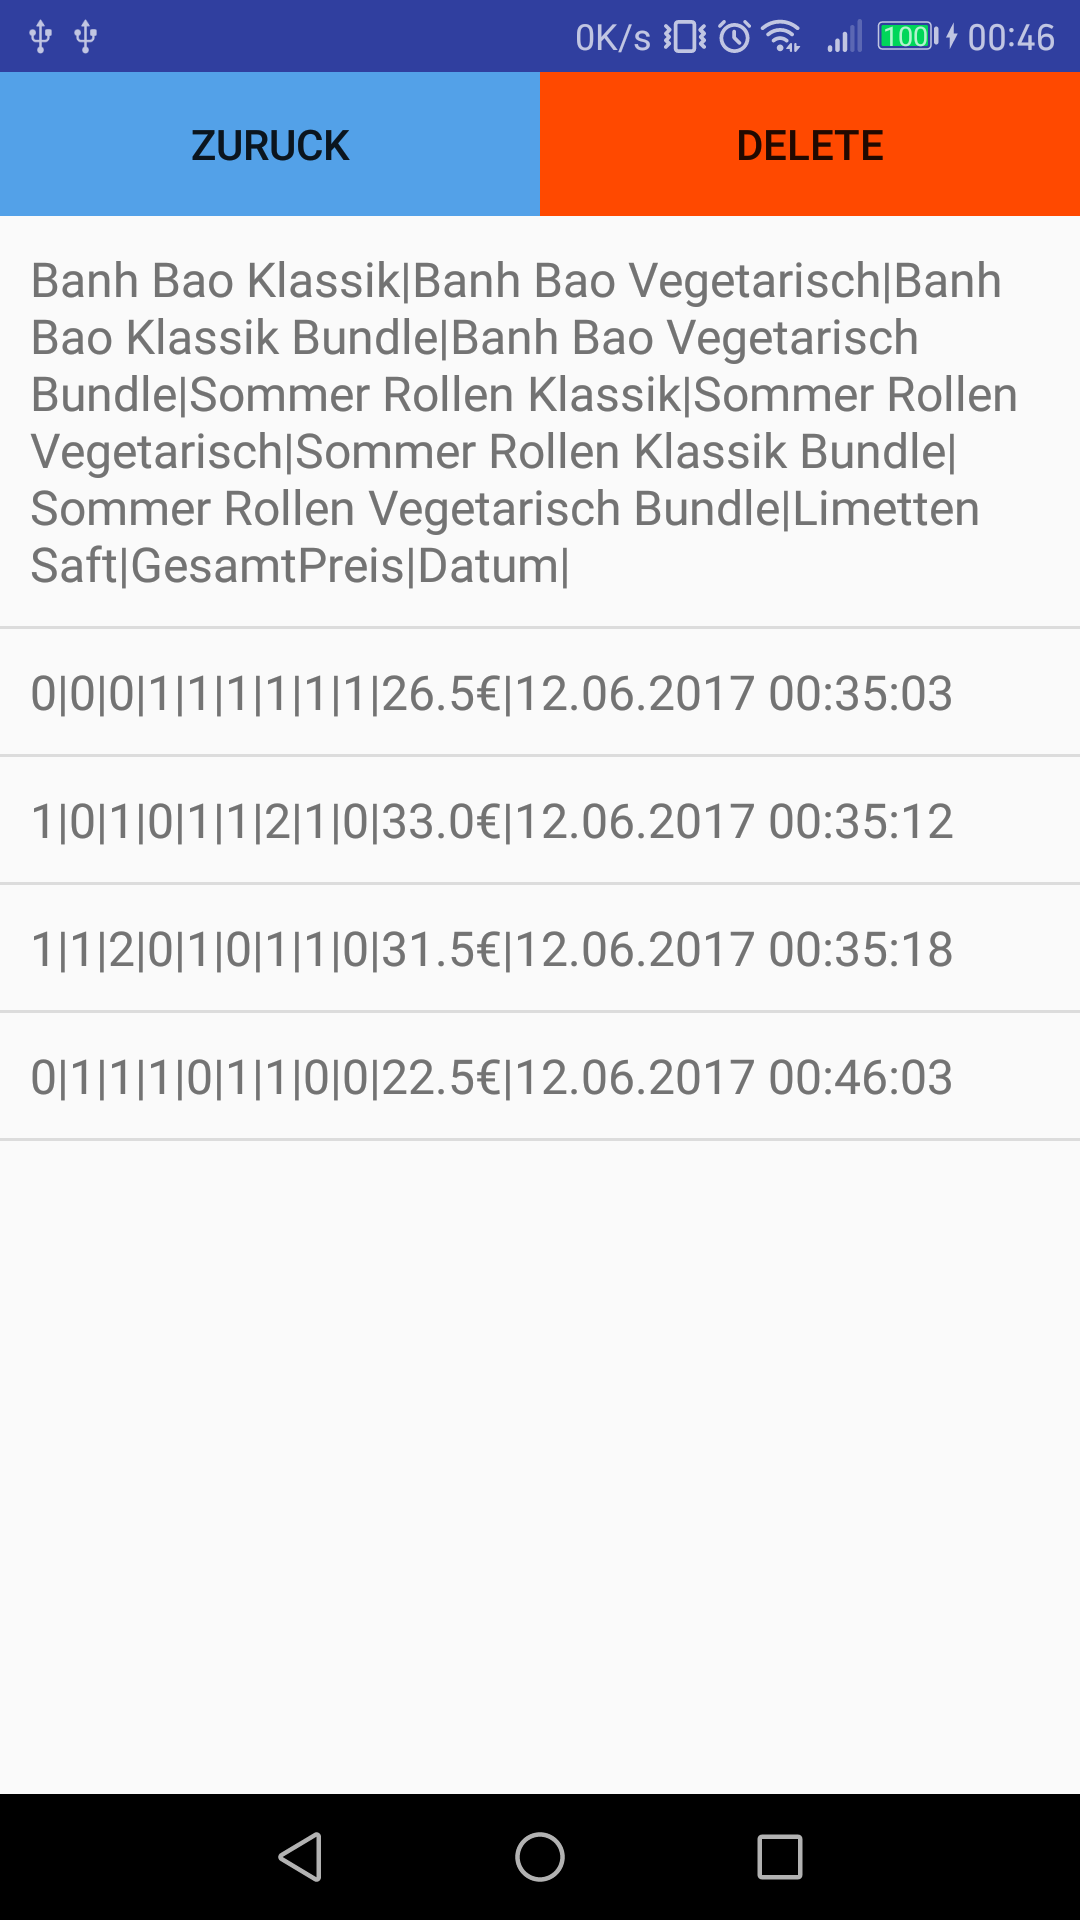 0K/s 100 00:46
ZURUCK DELETE
Banh Bao Klassik|Banh Bao Vegetarisch|Banh
Bao Klassik Bundle|Banh Bao Vegetarisch
Bundle|Sommer Rollen Klassik|Sommer Rollen
Vegetarisch|Sommer Rollen Klassik Bundle|
Sommer Rollen Vegetarisch Bundle|Limetten
Saft|GesamtPreis|Datum|
0|0|0|1|1|1|1|1|1|26.5€|12.06.2017 00:35:03
1|0|1|0|1|1|2|1|0|33.0€|12.06.2017 00:35:12
1|1|2|0|1|0|1|1|0|31.5€|12.06.2017 00:35:18
0|1|1|1|0|1|1|0|0|22.5€|12.06.2017 00:46:03